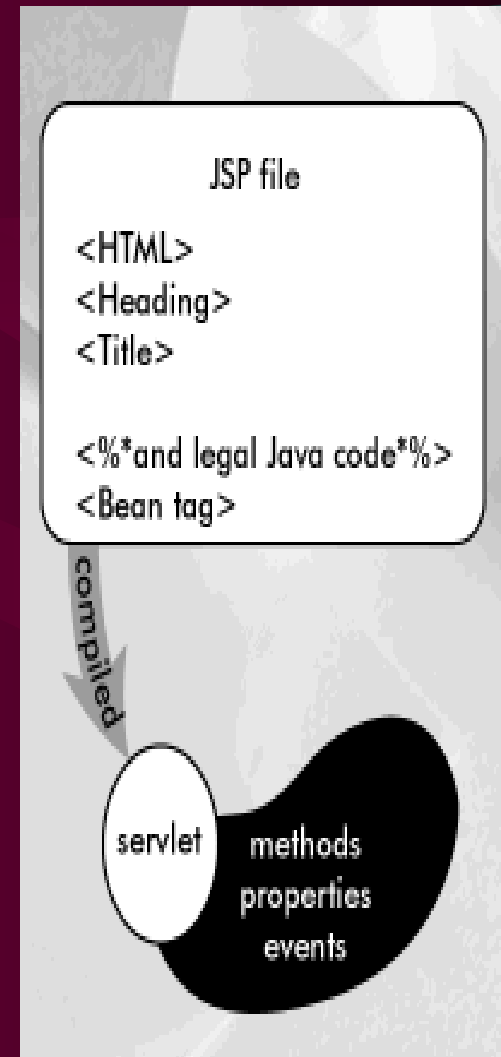 JSP file
<HTML>
<Heading>
<Title>
<%*and legal Java code*%>
<Bean tag>
compiled
servlet
methods
properties
events